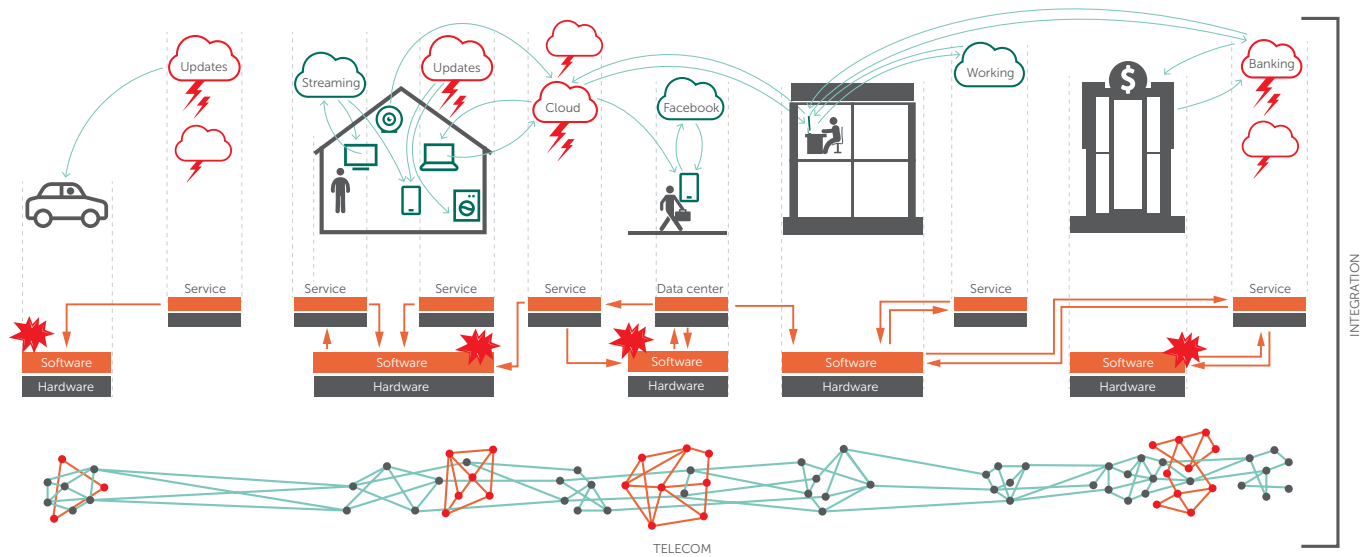 Updates
Streaming
Updates
Cloud
Facebook
Working
$
Banking
Service
Service
Service
Service
Data center
Service
Service
Software
Software
Software
Software
Software
Hardware
Hardware
Hardware
Hardware
Hardware
INTEGRATION
TELECOM